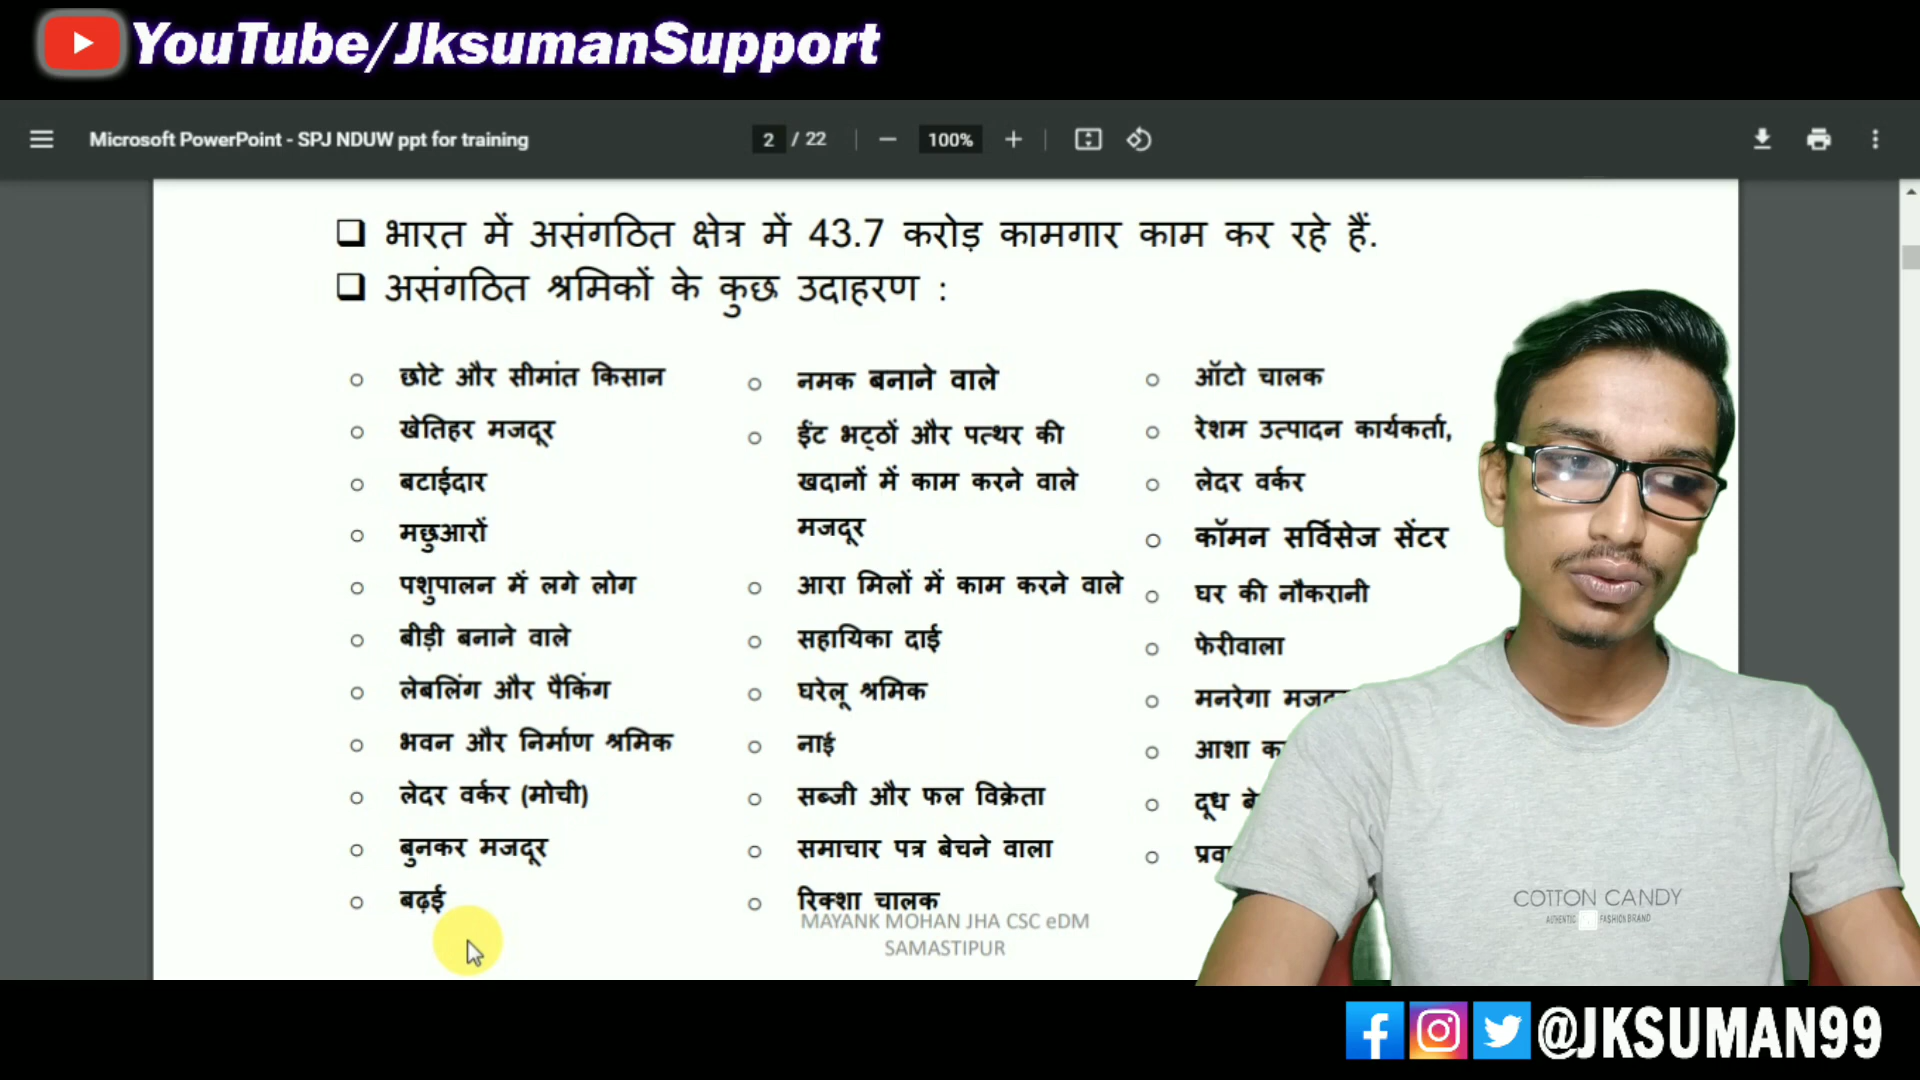 YouTube/JksumanSupport
Microsoft PowerPoint - SPJ NDUW ppt for training
2 / 22
100%
भारत में असंगठित क्षेत्र में 43.7 करोड़ कामगार काम कर रहे हैं.
असंगठित श्रमिकों के कुछ उदाहरण :
छोटे और सीमांत किसान
खेतिहर मजदूर
बटाईदार
मछुआरों
पशुपालन में लगे लोग
बीड़ी बनाने वाले
लेबलिंग और पैकिंग
भवन और निर्माण श्रमिक
लेदर वर्कर (मोची)
बुनकर मजदूर
बढ़ई
नमक बनाने वाले
ईंट भट्ठों और पत्थर की
खदानों में काम करने वाले
मजदूर
आरा मिलों में काम करने वाले
सहायिका दाई
घरेलू श्रमिक
नाई
सब्जी और फल विक्रेता
समाचार पत्र बेचने वाला
रिक्शा चालक
ऑटो चालक
रेशम उत्पादन कार्यकर्ता,
लेदर वर्कर
कॉमन सर्विसेज सेंटर
घर की नौकरानी
फेरीवाला
मनरेगा
आशा
दूध
MAYANK MOHAN JHA CSC eDM
SAMASTIPUR
COTTON CANDY
AUTHENTIC FASHION BRAND
@JKSUMAN99